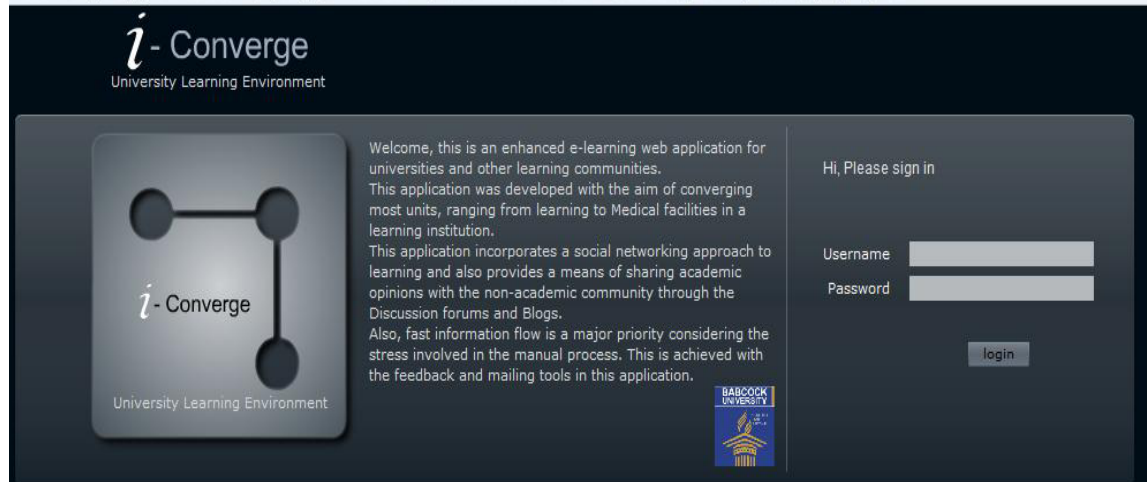 i - Converge
University Learning Environment
i - Converge
University Learning Environment
Welcome, this is an enhanced e-learning web application for
universities and other learning communities.
This application was developed with the aim of converging
most units, ranging from learning to Medical facilities in a
learning institution.
This application incorporates a social networking approach to
learning and also provides a means of sharing academic
opinions with the non-academic community through the
Discussion forums and Blogs.
Also, fast information flow is a major priority considering the
stress involved in the manual process. This is achieved with
the feedback and mailing tools in this application.
BABCOCK
UNIVERSITY
Hi, Please sign in
Username
Password
login